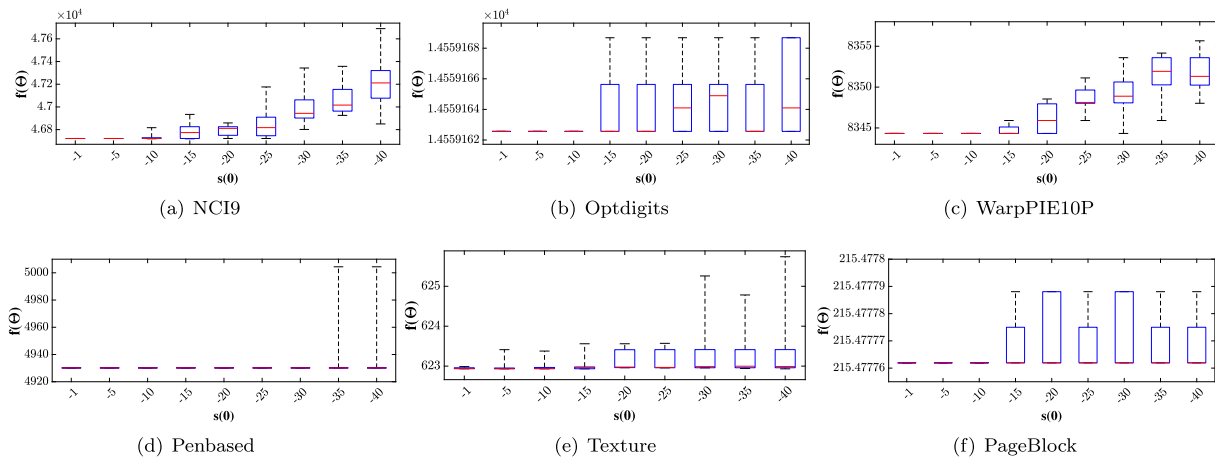 ×10⁴
4.76
4.74
4.72
4.7
4.68
f(Θ)
-1 -5 -10 -15 -20 -25 -30 -35 -40
s(0)
(a) NCI9
×10⁴
1.4559168
1.4559166
1.4559164
1.4559162
f(Θ)
-1 -5 -10 -15 -20 -25 -30 -35 -40
s(0)
(b) Optdigits
8355
8350
8345
f(Θ)
-1 -5 -10 -15 -20 -25 -30 -35 -40
s(0)
(c) WarpPIE10P
5000
4980
4960
4940
4920
f(Θ)
-1 -5 -10 -15 -20 -25 -30 -35 -40
s(0)
(d) Penbased
625
624
623
f(Θ)
-1 -5 -10 -15 -20 -25 -30 -35 -40
s(0)
(e) Texture
215.4778
215.47779
215.47778
215.47777
215.47776
f(Θ)
-1 -5 -10 -15 -20 -25 -30 -35 -40
s(0)
(f) PageBlock